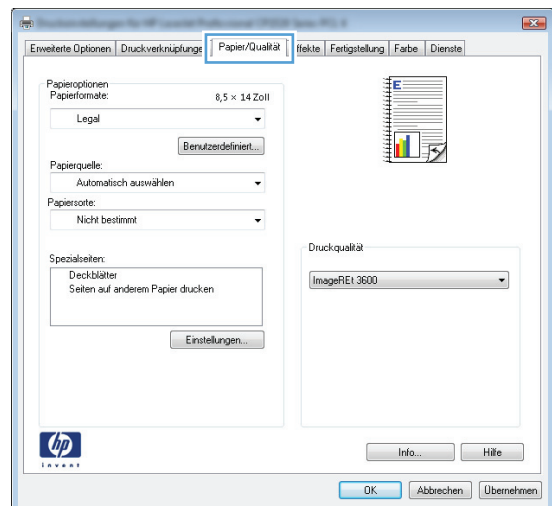 Erweiterte Optionen Druckverknüpfunge Papier/Qualität ffekte Fertigstellung Farbe Dienste
Papieroptionen
Papierformate: 8,5 × 14 Zoll
Legal
Benutzerdefiniert...
Papierquelle:
Automatisch auswählen
Papiersorte:
Nicht bestimmt
Spezialseiten:
Deckblätter
Seiten auf anderem Papier drucken
Einstellungen...
E
Druckqualität
ImageREt 3600
hp
invent
Info... Hilfe
OK Abbrechen Übernehmen